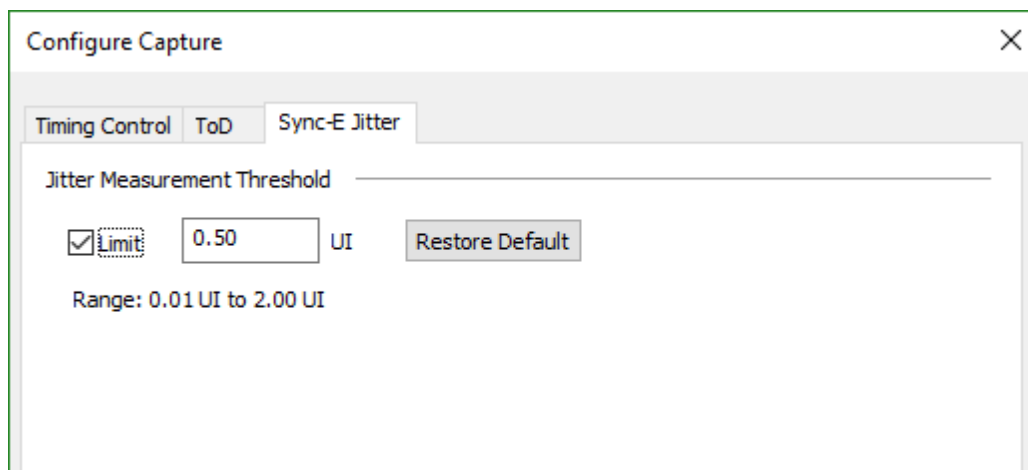 Configure Capture
Timing Control ToD Sync-E Jitter
Jitter Measurement Threshold
Limit 0.50 UI Restore Default
Range: 0.01 UI to 2.00 UI